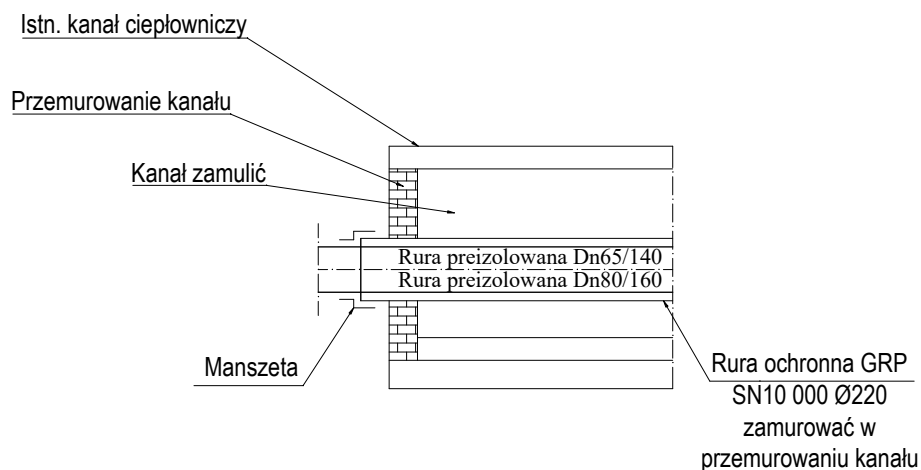 Istn. kanał ciepłowniczy
Przemurowanie kanału
Kanał zamulić
Rura preizolowana Dn65/140
Rura preizolowana Dn80/160
Manszeta
Rura ochronna GRP
SN10 000 Ø220
zamurować w
przemurowaniu kanału